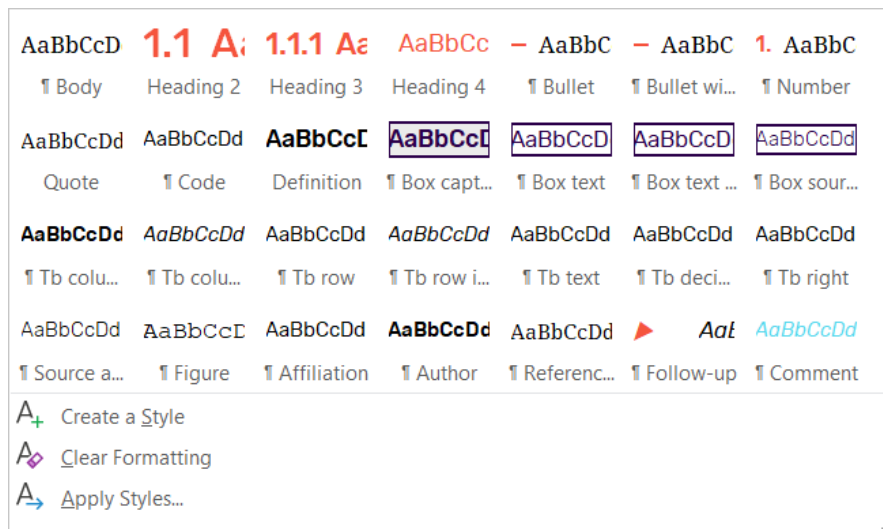 AaBbCcD 1.1 Aa 1.1.1 Aa AaBbCc – AaBbC – AaBbC 1. AaBbC
¶ Body Heading 2 Heading 3 Heading 4 ¶ Bullet ¶ Bullet wi... ¶ Number
AaBbCcDd AaBbCcDd AaBbCcD AaBbCcD AaBbCcD AaBbCcD AaBbCcDd
Quote ¶ Code Definition ¶ Box capt... ¶ Box text ¶ Box text ... ¶ Box sour...
AaBbCcDd AaBbCcDd AaBbCcDd AaBbCcDd AaBbCcDd AaBbCcDd AaBbCcDd
¶ Tb colu... ¶ Tb colu... ¶ Tb row ¶ Tb row i... ¶ Tb text ¶ Tb deci... ¶ Tb right
AaBbCcDd AaBbCcD AaBbCcDd AaBbCcDd AaBbCcDd ▶ AaB AaBbCcDd
¶ Source a... ¶ Figure ¶ Affiliation ¶ Author ¶ Referenc... ¶ Follow-up ¶ Comment
Create a Style
Clear Formatting
Apply Styles...